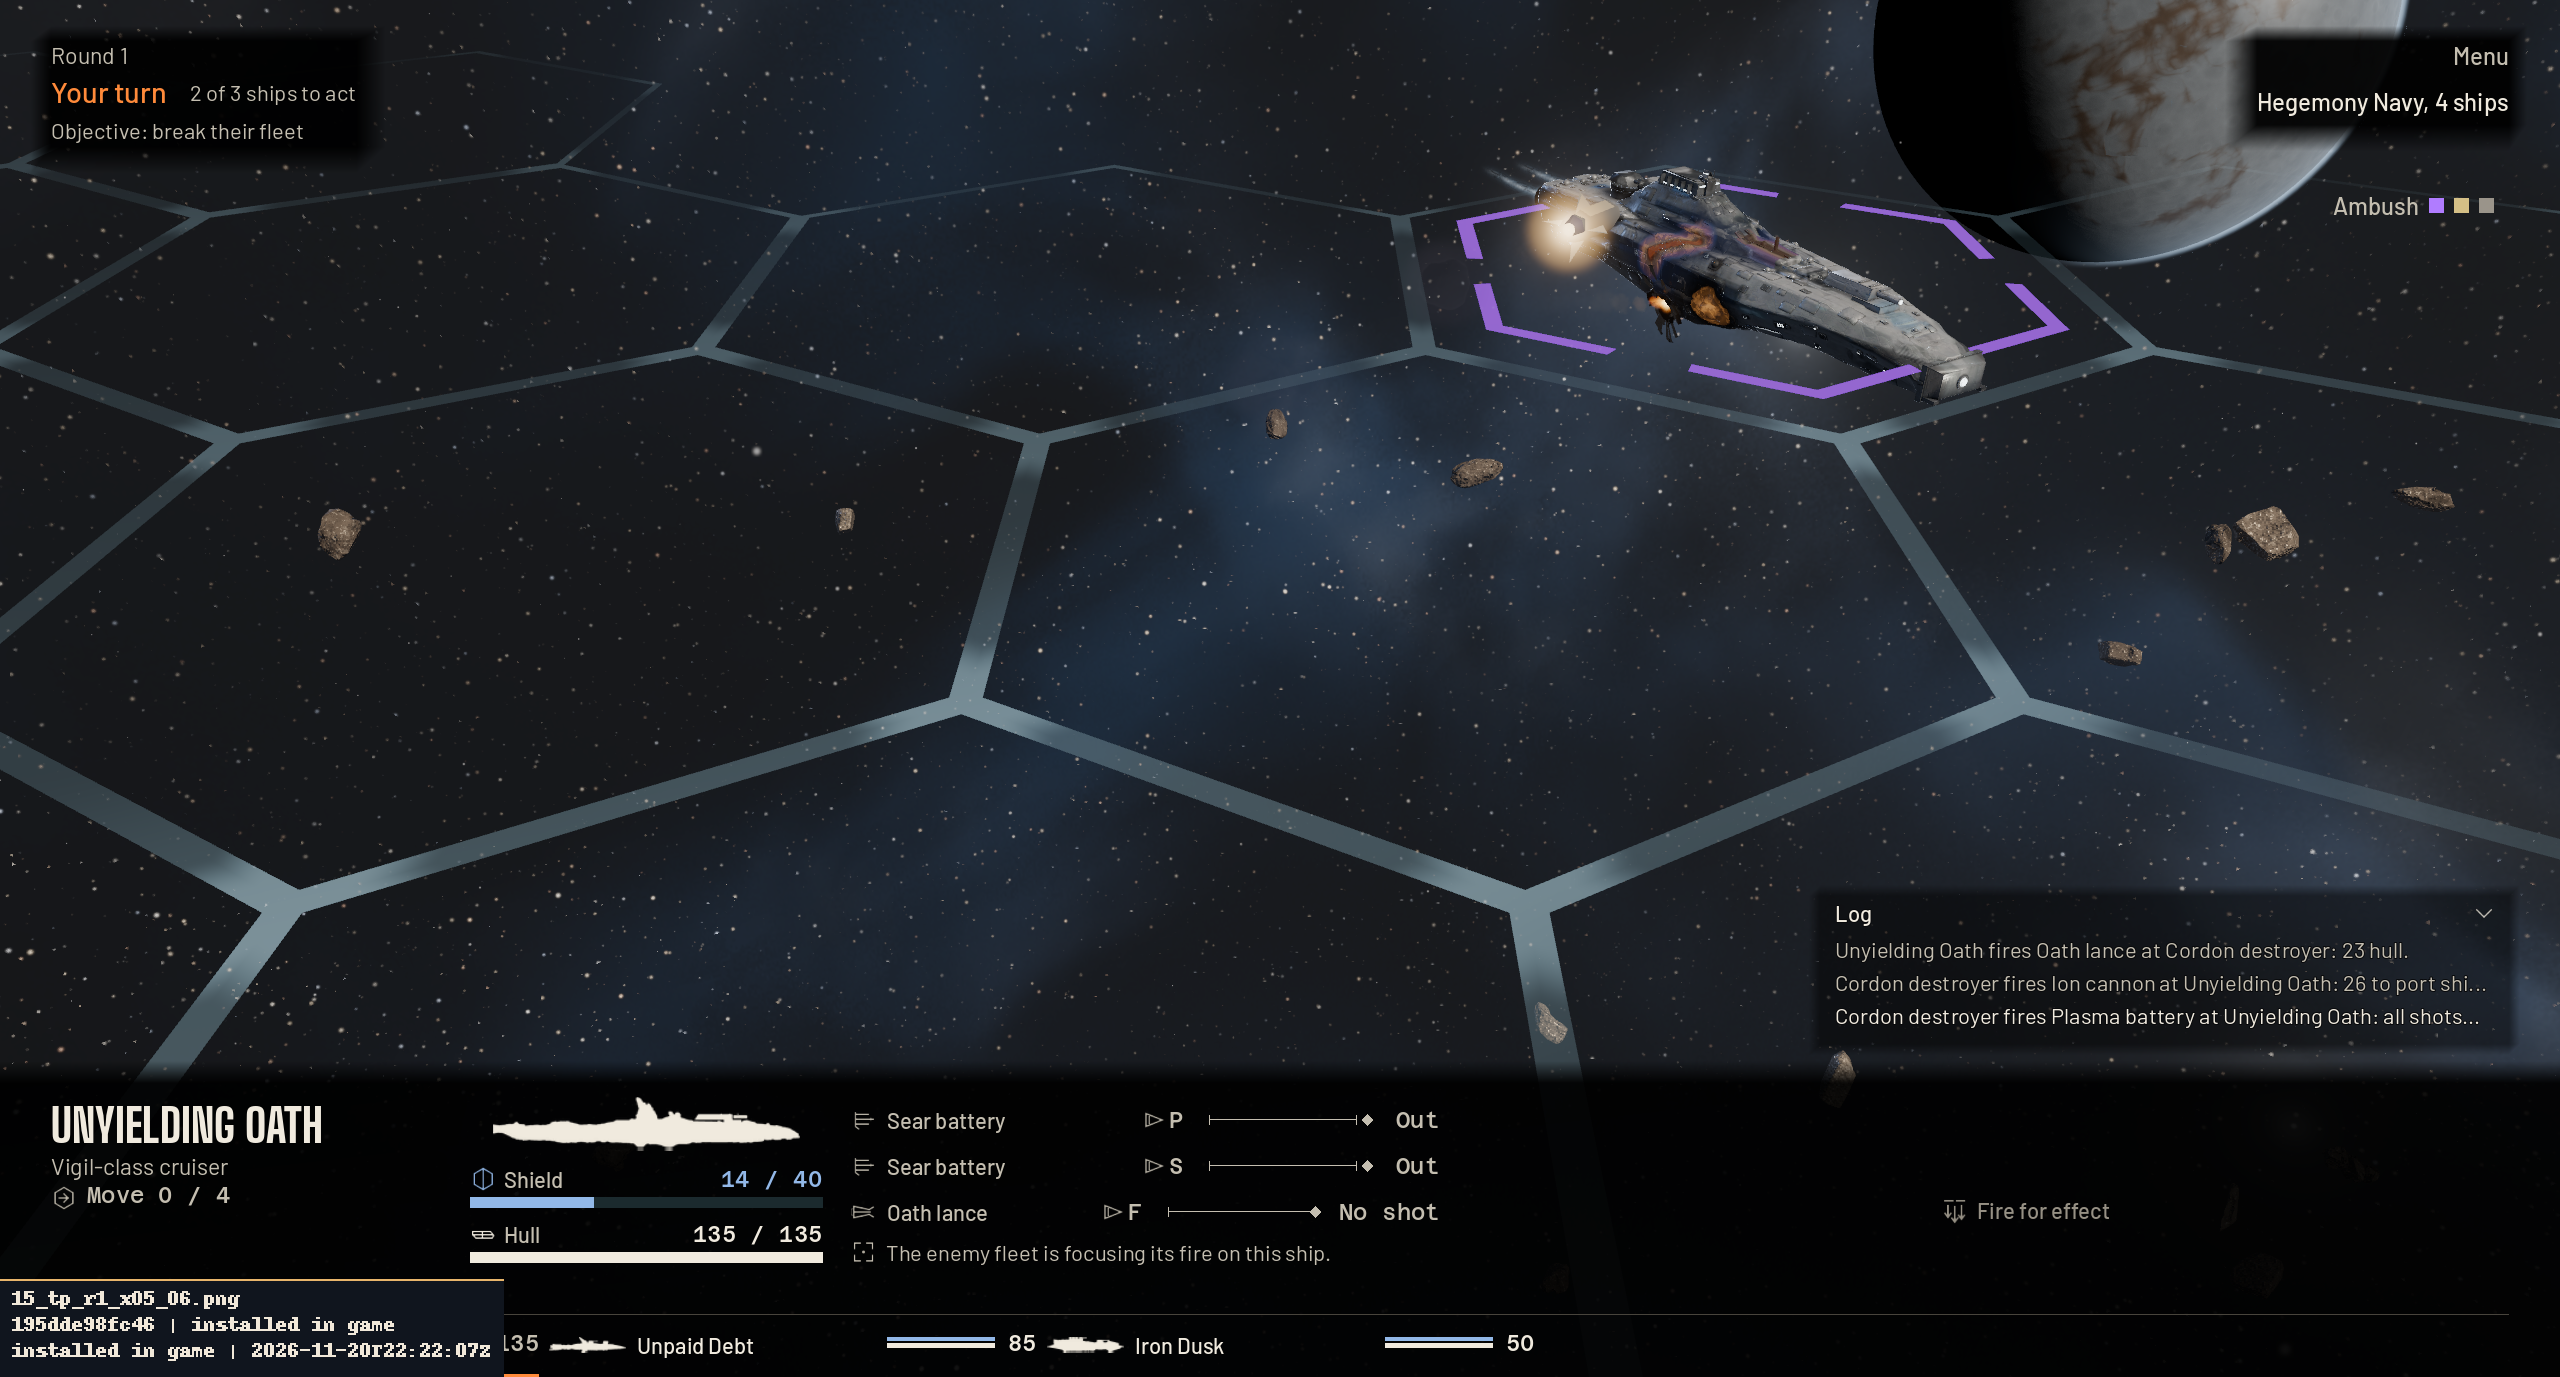 Round 1
Your turn 2 of 3 ships to act
Objective: break their fleet
Menu
Hegemony Navy, 4 ships
Ambush
Log
Unyielding Oath fires Oath lance at Cordon destroyer: 23 hull.
Cordon destroyer fires Ion cannon at Unyielding Oath: 26 to port shi...
Cordon destroyer fires Plasma battery at Unyielding Oath: all shots...
UNYIELDING OATH
Vigil-class cruiser
Move 0 / 4
Shield 14 / 40
Hull 135 / 135
Sear battery P Out
Sear battery S Out
Oath lance F No shot
The enemy fleet is focusing its fire on this ship.
Fire for effect
15_tp_r1_x05_06.png
195dde98fc46 | installed in game
installed in game | 2026-11-20T22:22:07Z
135 Unpaid Debt 85 Iron Dusk 50